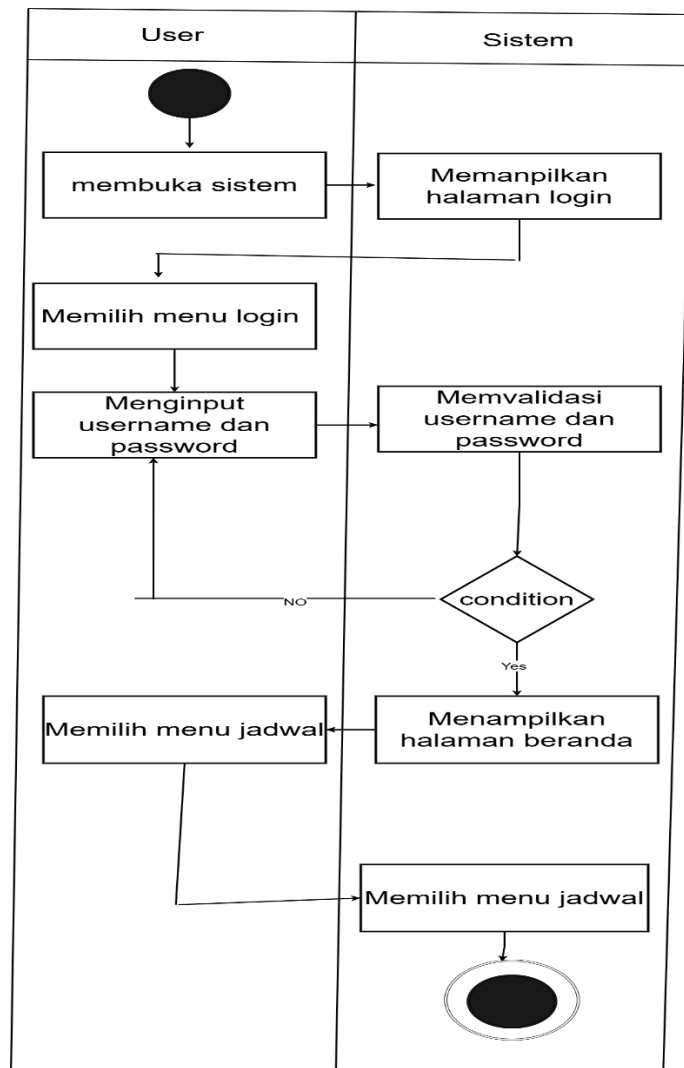 User
Sistem
membuka sistem
Memanpilkan
halaman login
Memilih menu login
Menginput
username dan
password
Memvalidasi
username dan
password
condition
NO
Yes
Memilih menu jadwal
Menampilkan
halaman beranda
Memilih menu jadwal